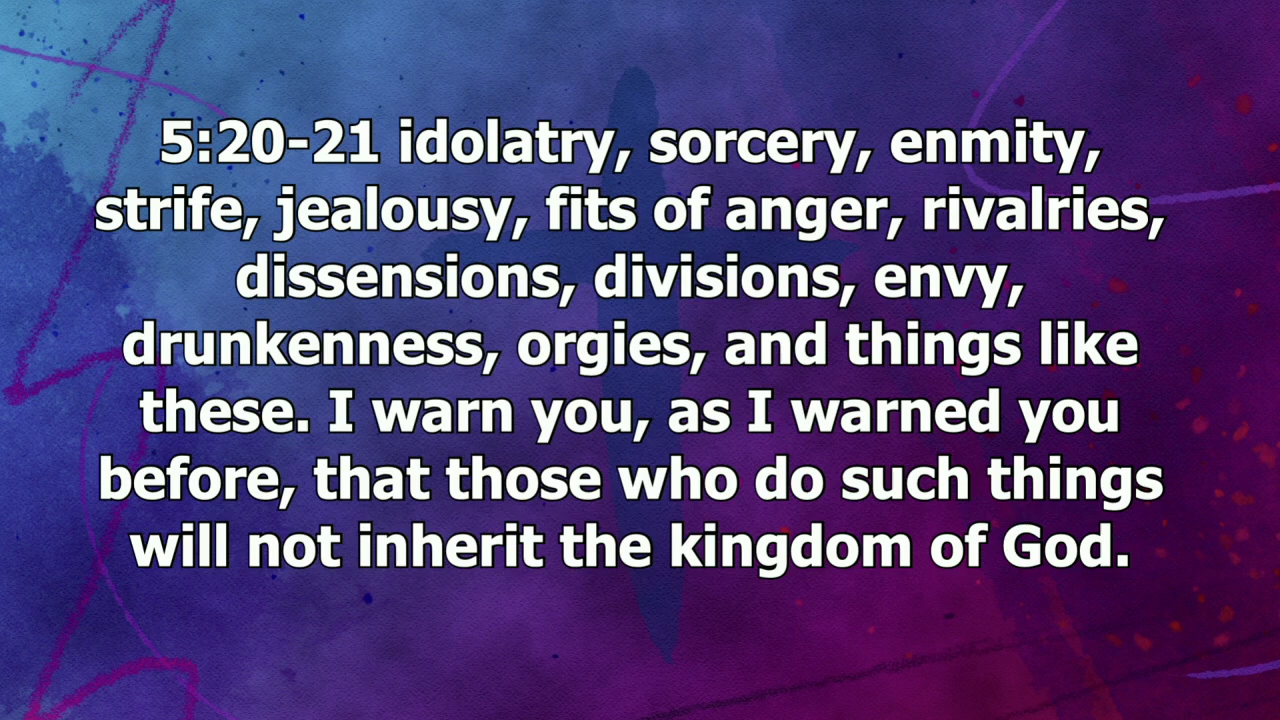 5:20-21 idolatry, sorcery, enmity,
strife, jealousy, fits of anger, rivalries,
dissensions, divisions, envy,
drunkenness, orgies, and things like
these. I warn you, as I warned you
before, that those who do such things
will not inherit the kingdom of God.